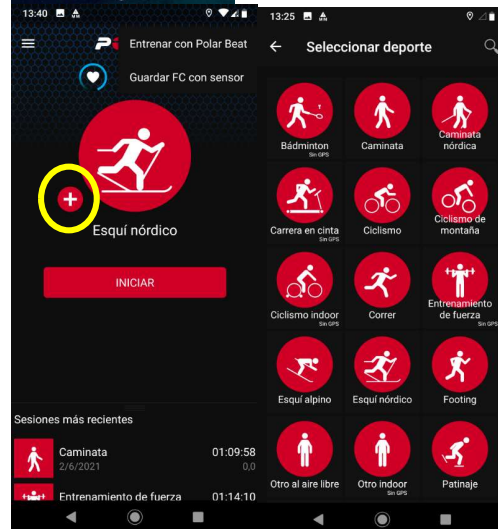 13:40
Entrenar con Polar Beat
Guardar FC con sensor
Esquí nórdico
INICIAR
Sesiones más recientes
Caminata 01:09:58
2/6/2021 0,0
Entrenamiento de fuerza 01:14:10
13:25
Seleccionar deporte
Bádminton
Sin GPS
Caminata
Caminata
nórdica
Carrera en cinta
Sin GPS
Ciclismo
Ciclismo de
montaña
Ciclismo indoor
Sin GPS
Correr
Entrenamiento
de fuerza
Sin GPS
Esquí alpino
Esquí nórdico
Footing
Otro al aire libre
Otro indoor
Sin GPS
Patinaje